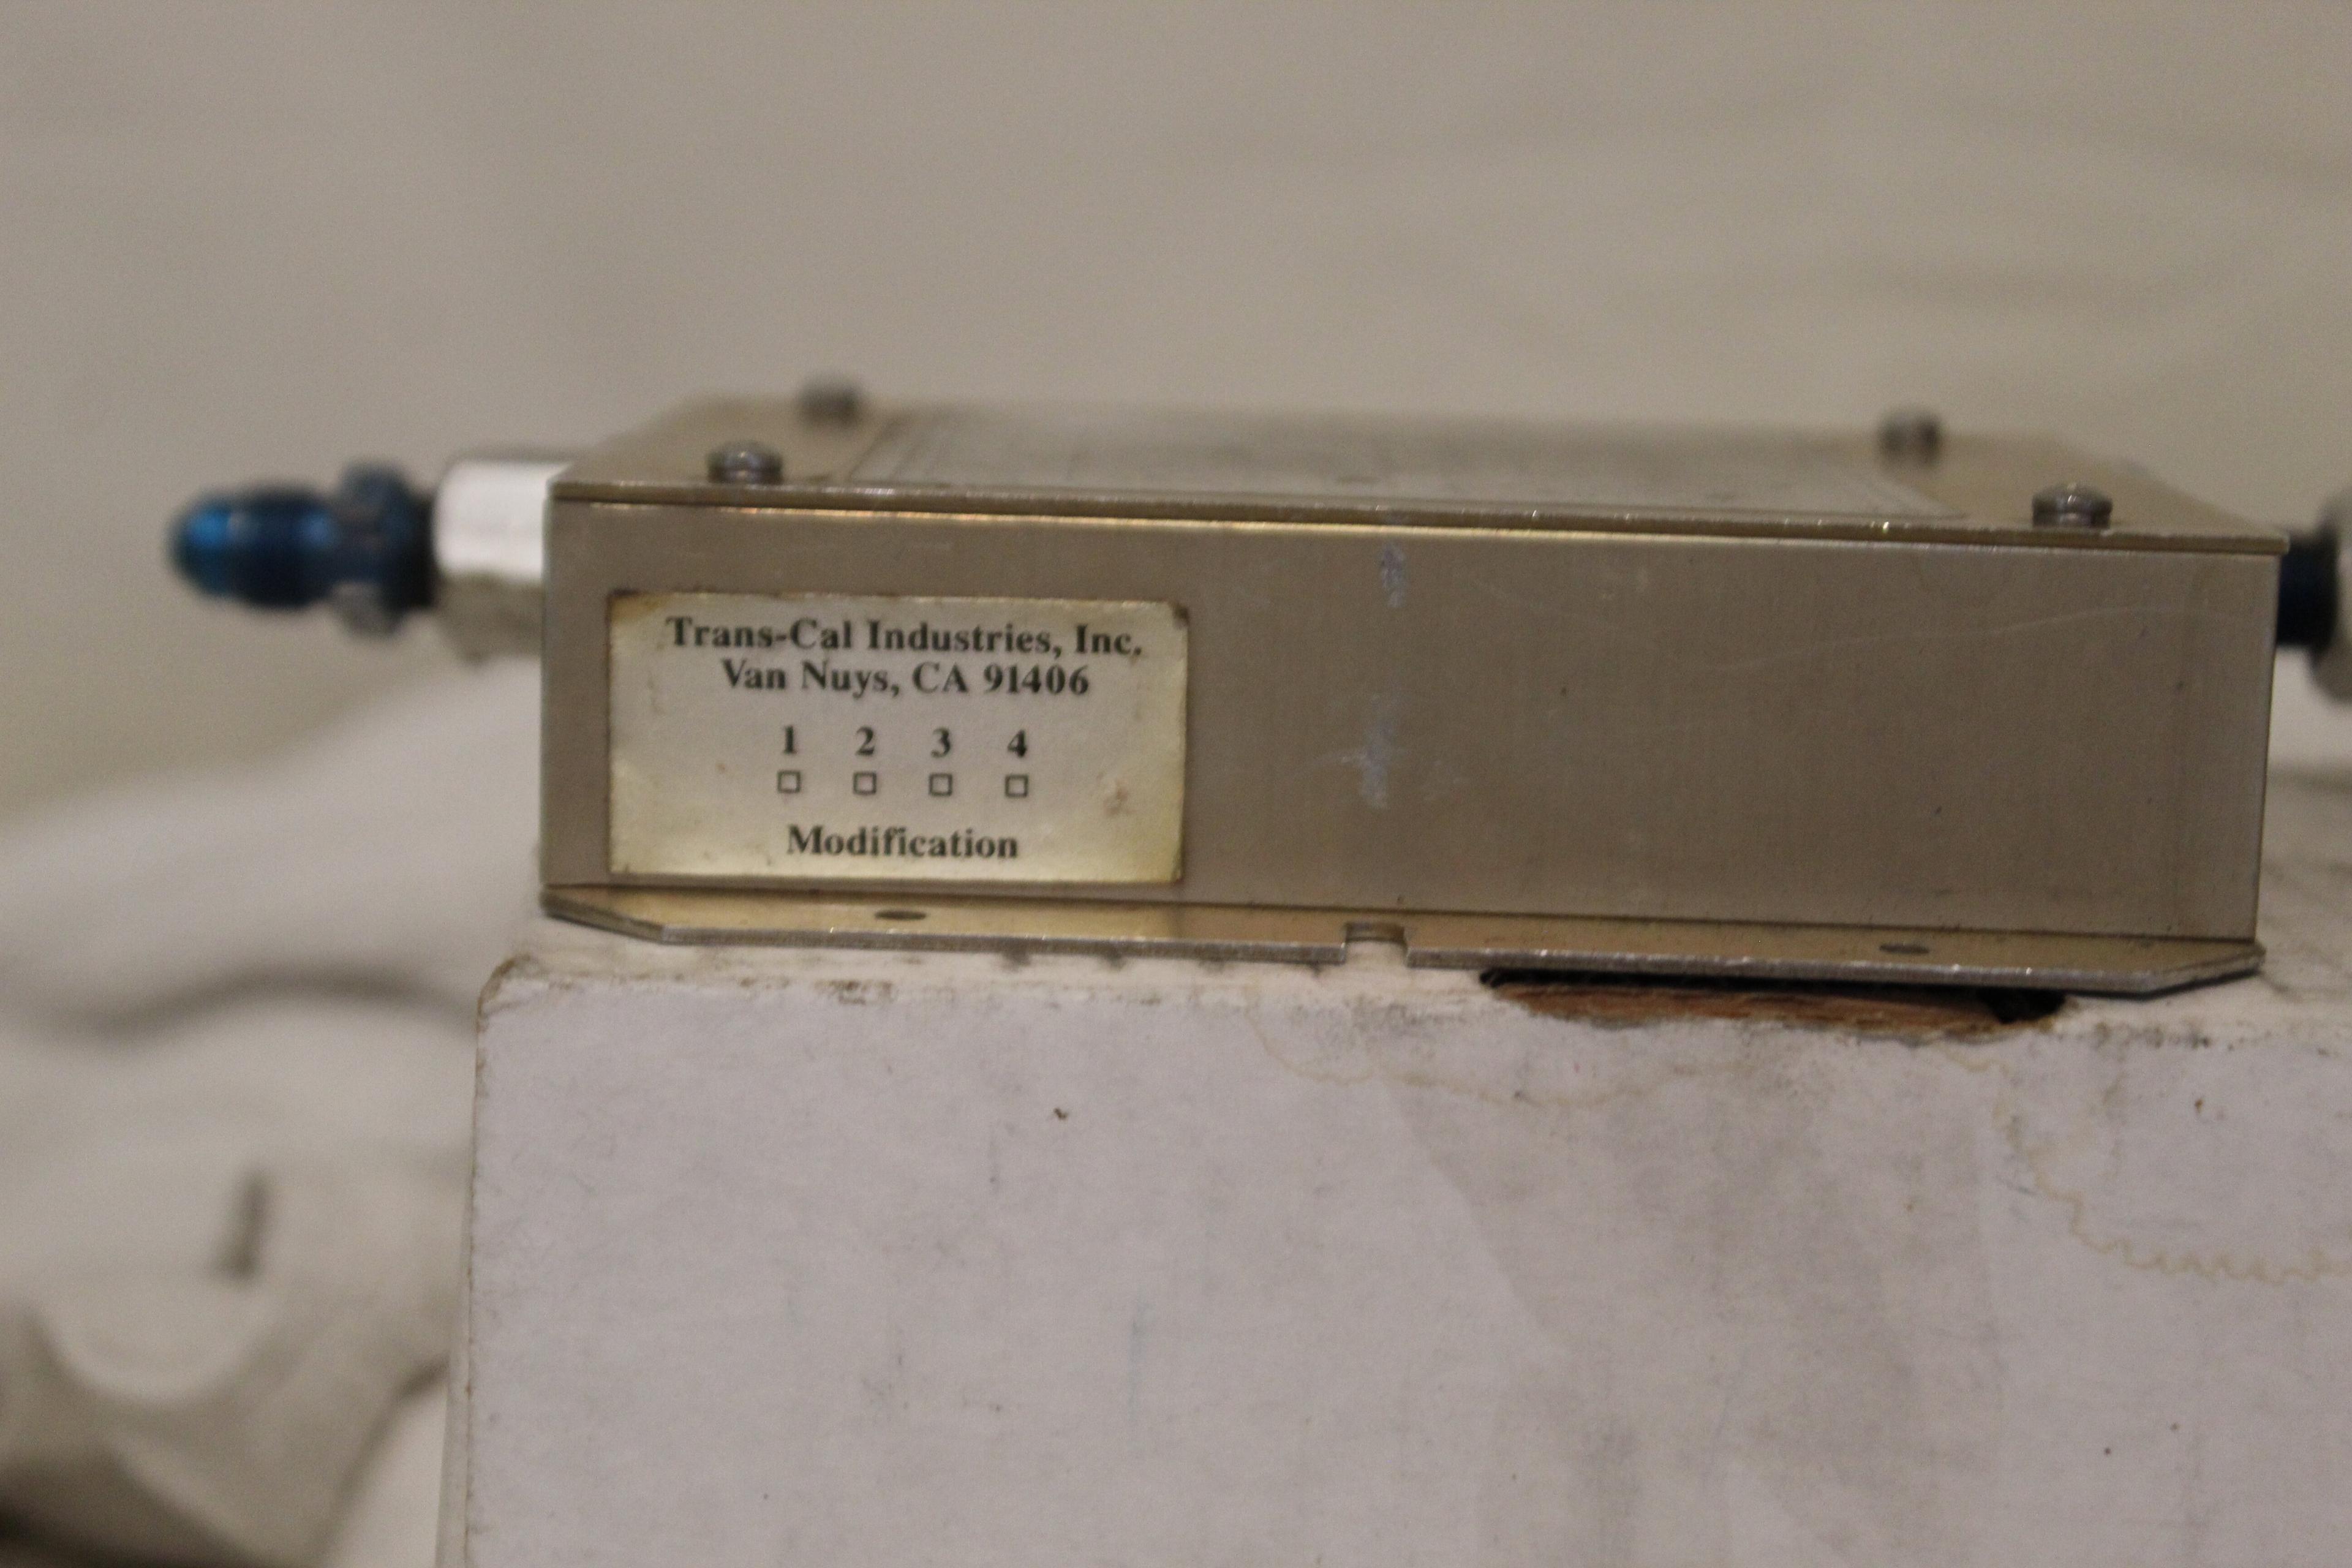 Trans-Cal Industries, Inc.
Van Nuys, CA 91406
1 2 3 4
Modification